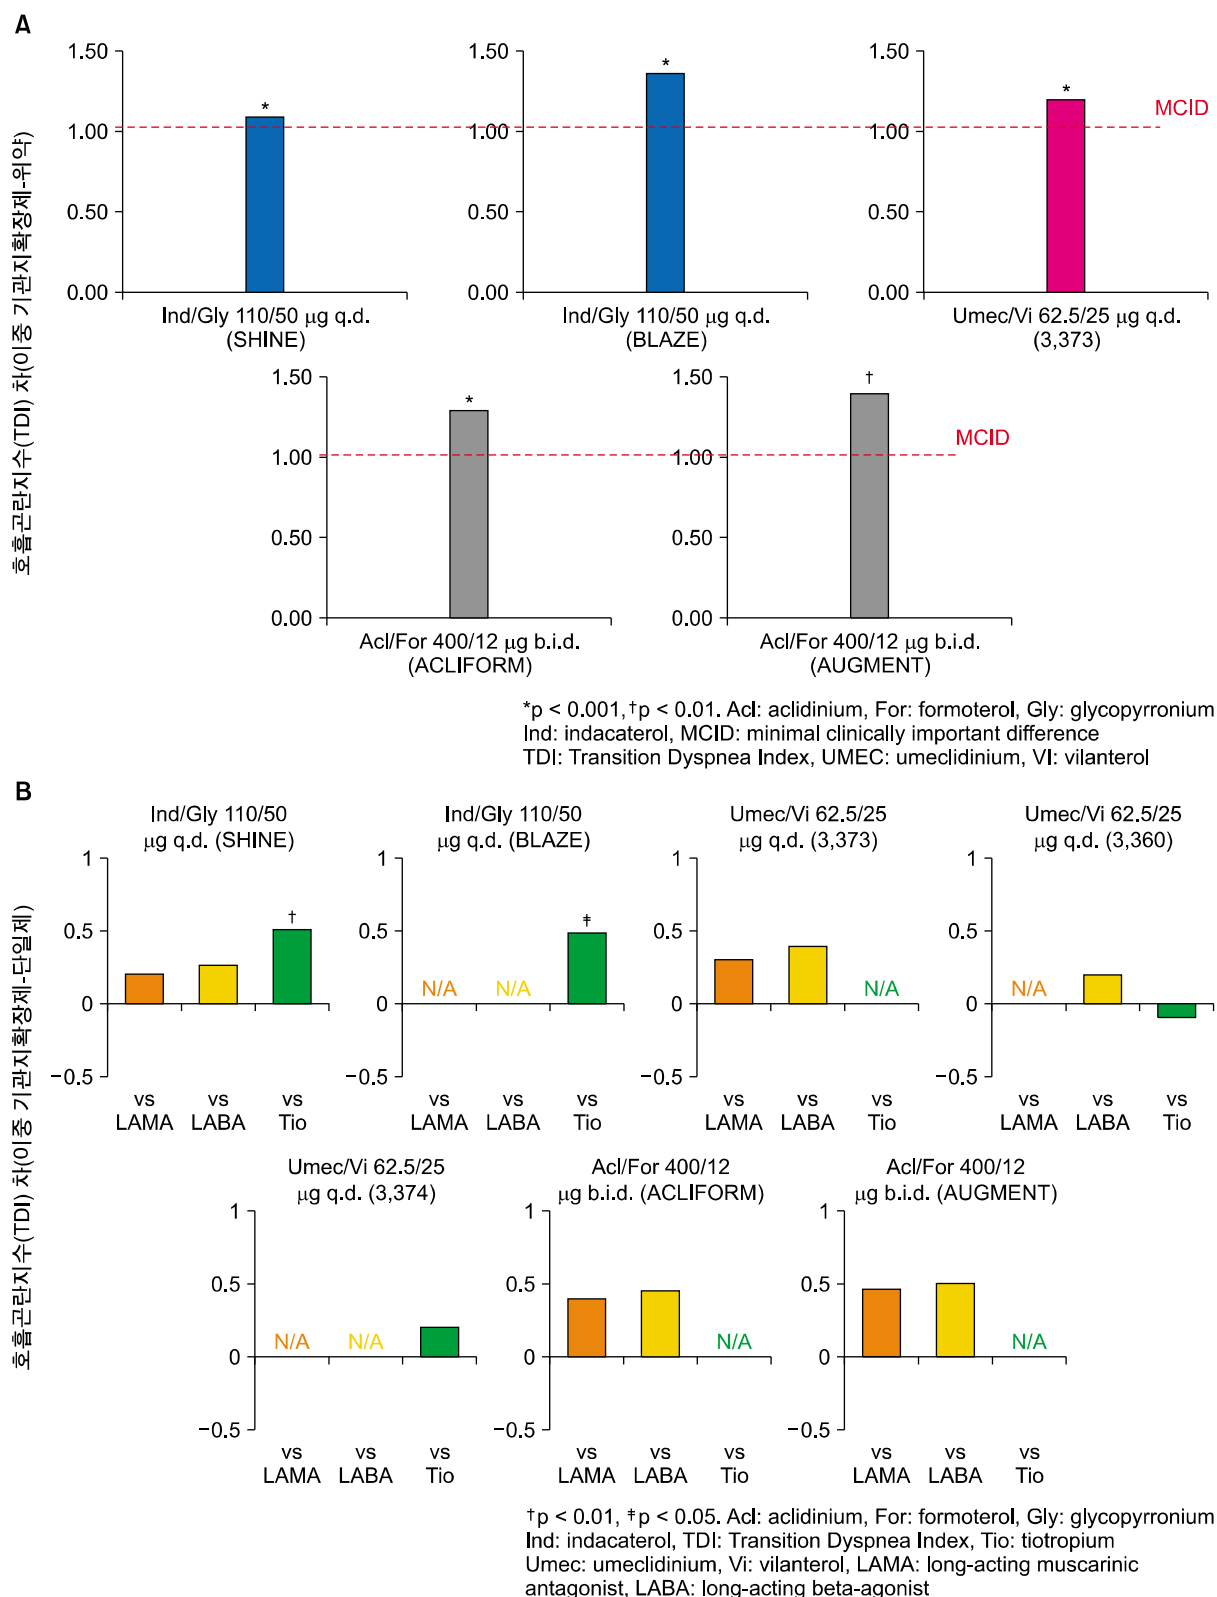 A
호흡곤란지수(TDI) 차(이중 기관지확장제-위약)
1.50
1.00
0.50
0.00
*
Ind/Gly 110/50 μg q.d.
(SHINE)
1.50
1.00
0.50
0.00
*
Ind/Gly 110/50 μg q.d.
(BLAZE)
1.50
1.00
0.50
0.00
*
MCID
Umec/Vi 62.5/25 μg q.d.
(3,373)
1.50
1.00
0.50
0.00
*
Acl/For 400/12 μg b.i.d.
(ACLIFORM)
1.50
1.00
0.50
0.00
†
MCID
Acl/For 400/12 μg b.i.d.
(AUGMENT)
*p < 0.001,†p < 0.01. Acl: aclidinium, For: formoterol, Gly: glycopyrronium
Ind: indacaterol, MCID: minimal clinically important difference
TDI: Transition Dyspnea Index, UMEC: umeclidinium, VI: vilanterol
B
호흡곤란지수(TDI) 차(이중 기관지확장제-단일제)
Ind/Gly 110/50
μg q.d. (SHINE)
1
0.5
0
−0.5
†
vs LAMA
vs LABA
vs Tio
Ind/Gly 110/50
μg q.d. (BLAZE)
1
0.5
0
−0.5
N/A
N/A
ǂ
vs LAMA
vs LABA
vs Tio
Umec/Vi 62.5/25
μg q.d. (3,373)
1
0.5
0
−0.5
N/A
vs LAMA
vs LABA
vs Tio
Umec/Vi 62.5/25
μg q.d. (3,360)
1
0.5
0
−0.5
N/A
vs LAMA
vs LABA
vs Tio
Umec/Vi 62.5/25
μg q.d. (3,374)
1
0.5
0
−0.5
N/A
N/A
vs LAMA
vs LABA
vs Tio
Acl/For 400/12
μg b.i.d. (ACLIFORM)
1
0.5
0
−0.5
N/A
vs LAMA
vs LABA
vs Tio
Acl/For 400/12
μg b.i.d. (AUGMENT)
1
0.5
0
−0.5
N/A
vs LAMA
vs LABA
vs Tio
†p < 0.01, ǂp < 0.05. Acl: aclidinium, For: formoterol, Gly: glycopyrronium
Ind: indacaterol, TDI: Transition Dyspnea Index, Tio: tiotropium
Umec: umeclidinium, Vi: vilanterol, LAMA: long-acting muscarinic
antagonist, LABA: long-acting beta-agonist